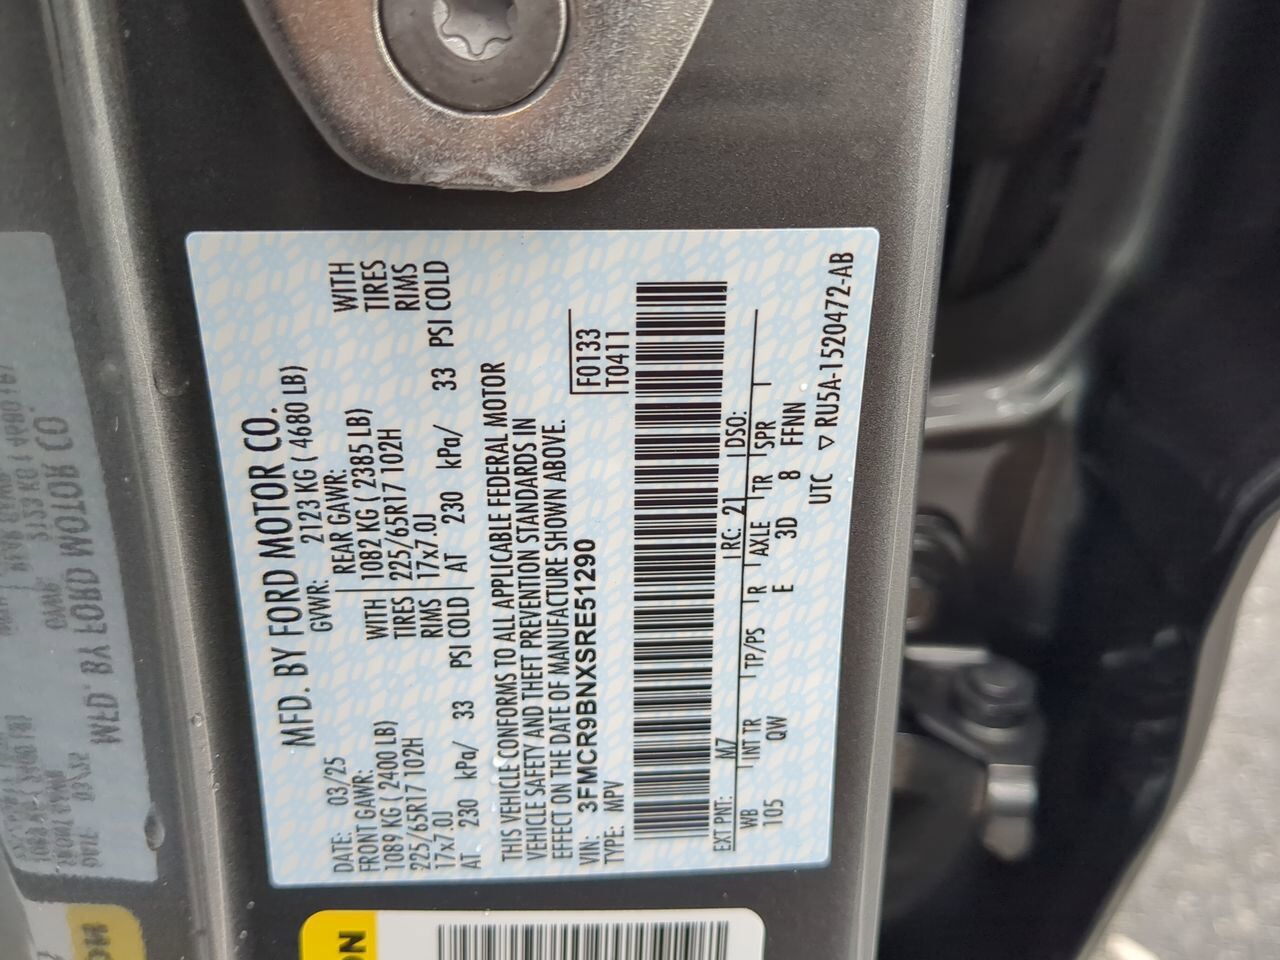 MFD. BY FORD MOTOR CO.
DATE: 03/25 GVWR: 2123 KG ( 4680 LB)
FRONT GAWR: REAR GAWR:
1089 KG ( 2400 LB) WITH 1082 KG ( 2385 LB) WITH
225/65R17 102H TIRES 225/65R17 102H TIRES
17x7.0J RIMS 17x7.0J RIMS
AT 230 kPa/ 33 PSI COLD AT 230 kPa/ 33 PSI COLD
THIS VEHICLE CONFORMS TO ALL APPLICABLE FEDERAL MOTOR
VEHICLE SAFETY AND THEFT PREVENTION STANDARDS IN
EFFECT ON THE DATE OF MANUFACTURE SHOWN ABOVE.
F0133
T0411
VIN: 3FMCR9BNXSRE51290
TYPE: MPV
EXT PNT: M7 RC: 21 DSO:
WB INT TR TP/PS R AXLE TR SPR
105 QW E 3D 8 FFNN
UTC ▽ RU5A-1520472-AB